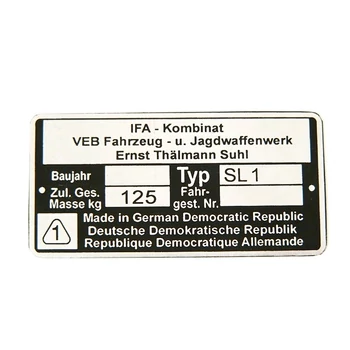 IFA - Kombinat
VEB Fahrzeug - u. Jagdwaffenwerk
Ernst Thälmann Suhl
Baujahr Typ SL 1
Zul. Ges. Masse kg 125 Fahr- gest. Nr.
Made in German Democratic Republic
Deutsche Demokratische Republik
1 Republique Democratique Allemande